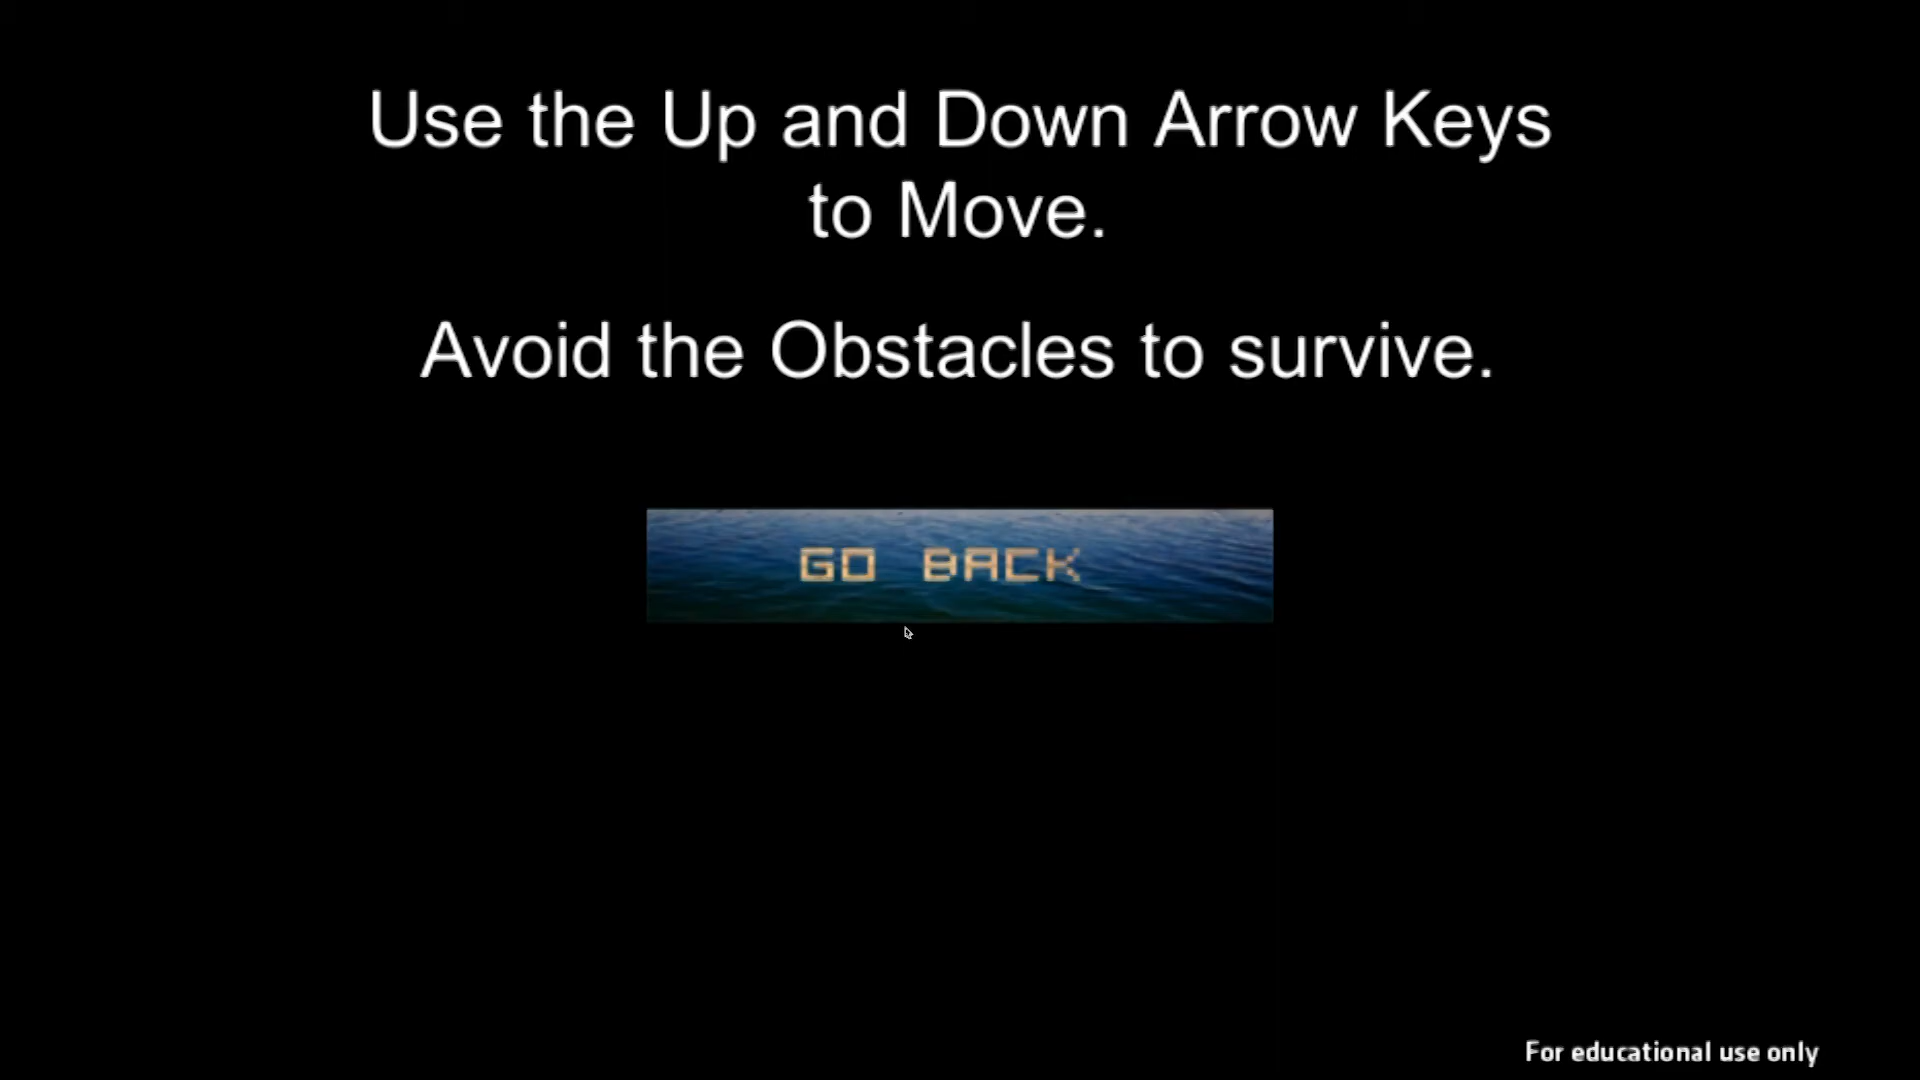 Use the Up and Down Arrow Keys
to Move.
Avoid the Obstacles to survive.
GO BACK
For educational use only